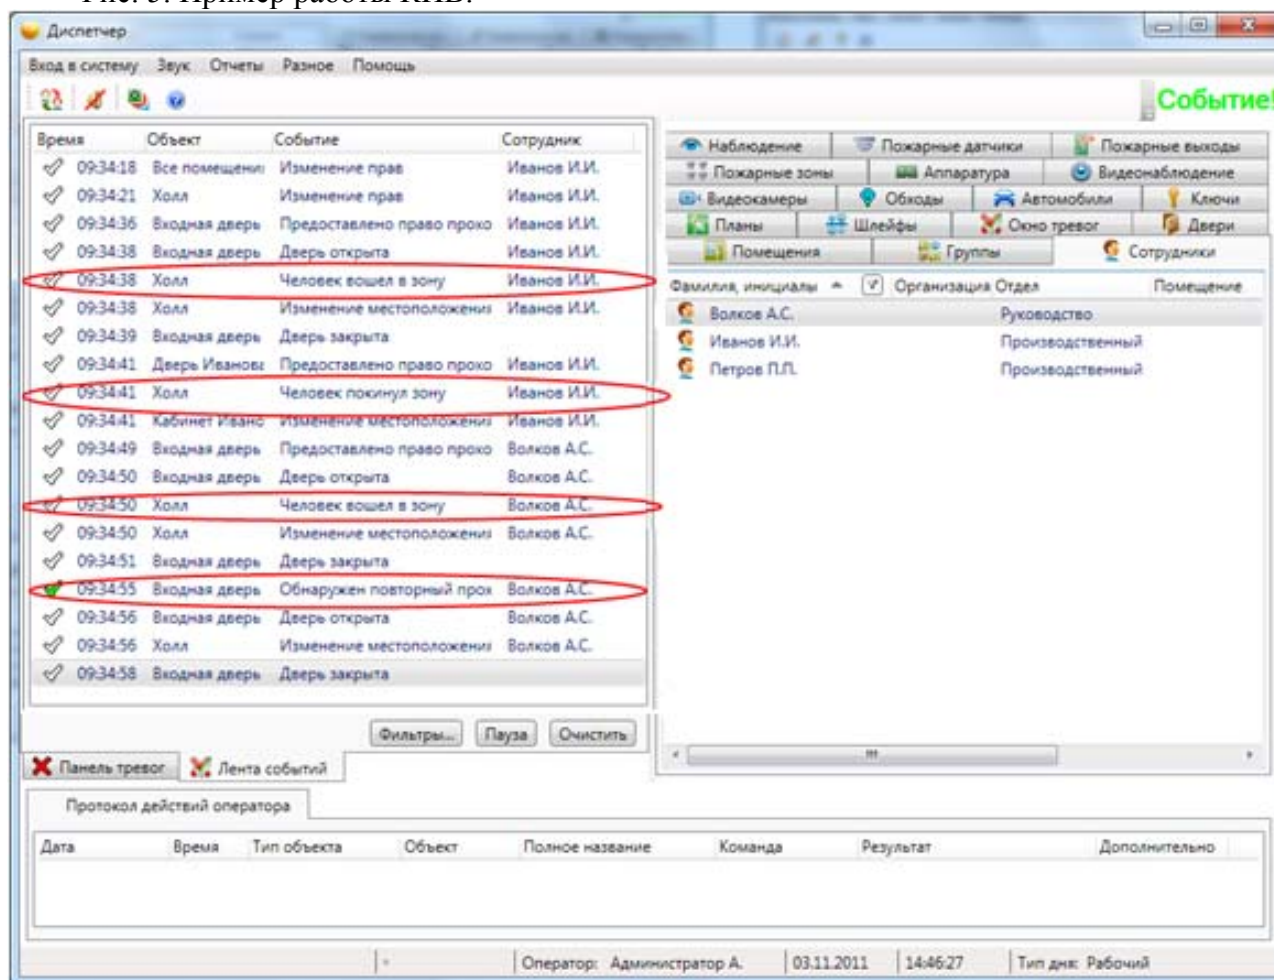 Рис. 3. Пример работы КПВ.
Диспетчер
Вход в систему Звук Отчеты Разное Помощь
Событие!
Время Объект Событие Сотрудник
09:34:18 Все помещени Изменение прав Иванов И.И.
09:34:21 Холл Изменение прав Иванов И.И.
09:34:36 Входная дверь Предоставлено право прохо Иванов И.И.
09:34:38 Входная дверь Дверь открыта Иванов И.И.
09:34:38 Холл Человек вошел в зону Иванов И.И.
09:34:38 Холл Изменение местоположени Иванов И.И.
09:34:39 Входная дверь Дверь закрыта
09:34:41 Дверь Иванова Предоставлено право прохо Иванов И.И.
09:34:41 Холл Человек покинул зону Иванов И.И.
09:34:41 Кабинет Ивано Изменение местоположени Иванов И.И.
09:34:49 Входная дверь Предоставлено право прохо Волков А.С.
09:34:50 Входная дверь Дверь открыта Волков А.С.
09:34:50 Холл Человек вошел в зону Волков А.С.
09:34:50 Холл Изменение местоположени Волков А.С.
09:34:51 Входная дверь Дверь закрыта
09:34:55 Входная дверь Обнаружен повторный прох Волков А.С.
09:34:56 Входная дверь Дверь открыта Волков А.С.
09:34:56 Холл Изменение местоположени Волков А.С.
09:34:58 Входная дверь Дверь закрыта
Фильтры... Пауза Очистить
Панель тревог Лента событий
Наблюдение Пожарные датчики Пожарные выходы
Пожарные зоны Аппаратура Видеонаблюдение
Видеокамеры Обходы Автомобили Ключи
Планы Шлейфы Окно тревог Двери
Помещения Группы Сотрудники
Фамилия, инициалы Организация Отдел Помещение
Волков А.С. Руководство
Иванов И.И. Производственный
Петров П.П. Производственный
Протокол действий оператора
Дата Время Тип объекта Объект Полное название Команда Результат Дополнительно
Оператор: Администратор А. 03.11.2011 14:46:27 Тип дня: Рабочий